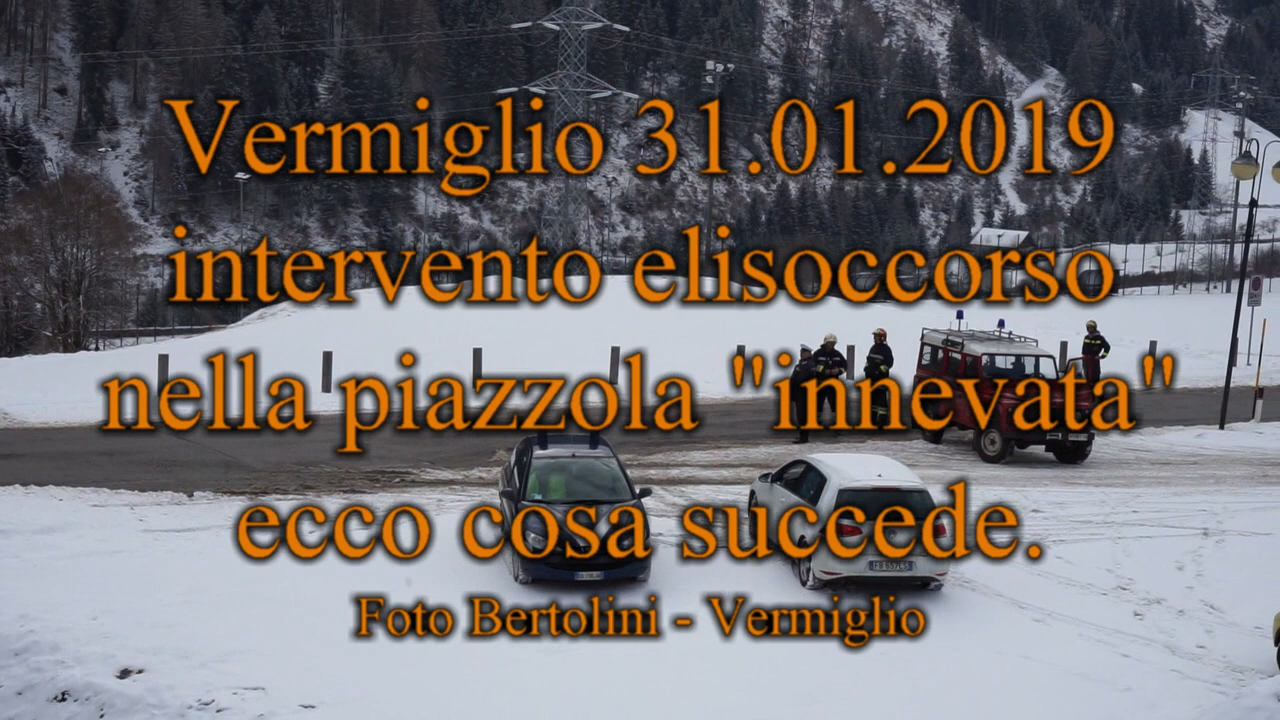 Vermiglio 31.01.2019
intervento elisoccorso
nella piazzola "innevata"
ecco cosa succede.
Foto Bertolini - Vermiglio